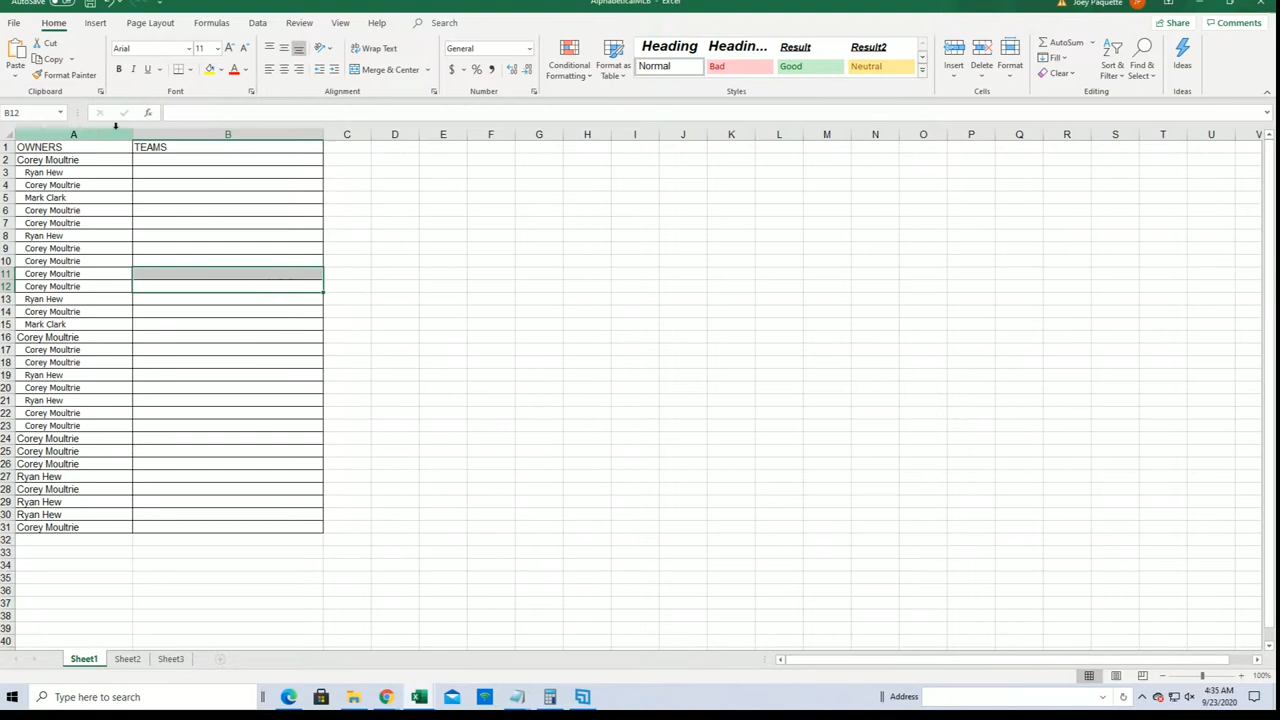 AutoSave Off AlphabeticalMLB - Excel Joey Paquette JP
File Home Insert Page Layout Formulas Data Review View Help Search Share Comments
Paste Cut Copy Format Painter Arial 11 A A Wrap Text General Conditional Formatting Format as Table Heading Headin... Result Result2 Insert Delete Format AutoSum Fill Clear Sort & Filter Find & Select Ideas
B I U A Merge & Center $ % , Normal Bad Good Neutral
Clipboard Font Alignment Number Styles Cells Editing Ideas
B12 fx
A B C D E F G H I J K L M N O P Q R S T U V
1 OWNERS TEAMS
2 Corey Moultrie
3 Ryan Hew
4 Corey Moultrie
5 Mark Clark
6 Corey Moultrie
7 Corey Moultrie
8 Ryan Hew
9 Corey Moultrie
10 Corey Moultrie
11 Corey Moultrie
12 Corey Moultrie
13 Ryan Hew
14 Corey Moultrie
15 Mark Clark
16 Corey Moultrie
17 Corey Moultrie
18 Corey Moultrie
19 Ryan Hew
20 Corey Moultrie
21 Ryan Hew
22 Corey Moultrie
23 Corey Moultrie
24 Corey Moultrie
25 Corey Moultrie
26 Corey Moultrie
27 Ryan Hew
28 Corey Moultrie
29 Ryan Hew
30 Ryan Hew
31 Corey Moultrie
32
33
34
35
36
37
38
39
40
Sheet1 Sheet2 Sheet3
100%
Type here to search Address 4:35 AM
9/23/2020